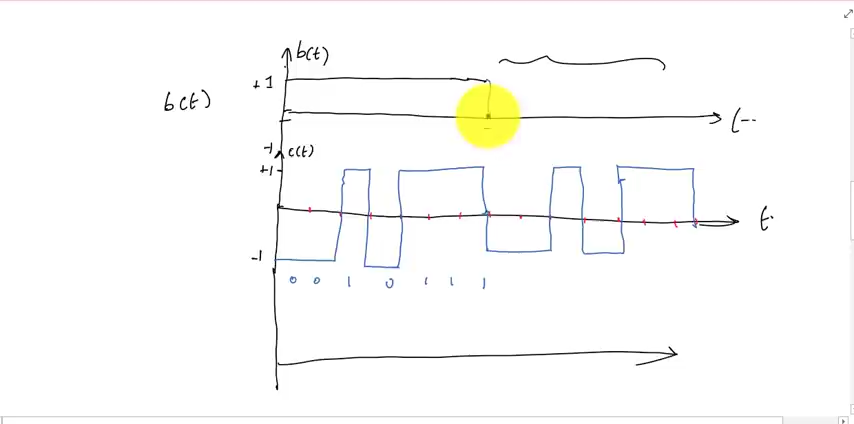 b(t)
+1
b(t)
-1
c(t)
+1
t
-1
0 0 1 0 1 1 1